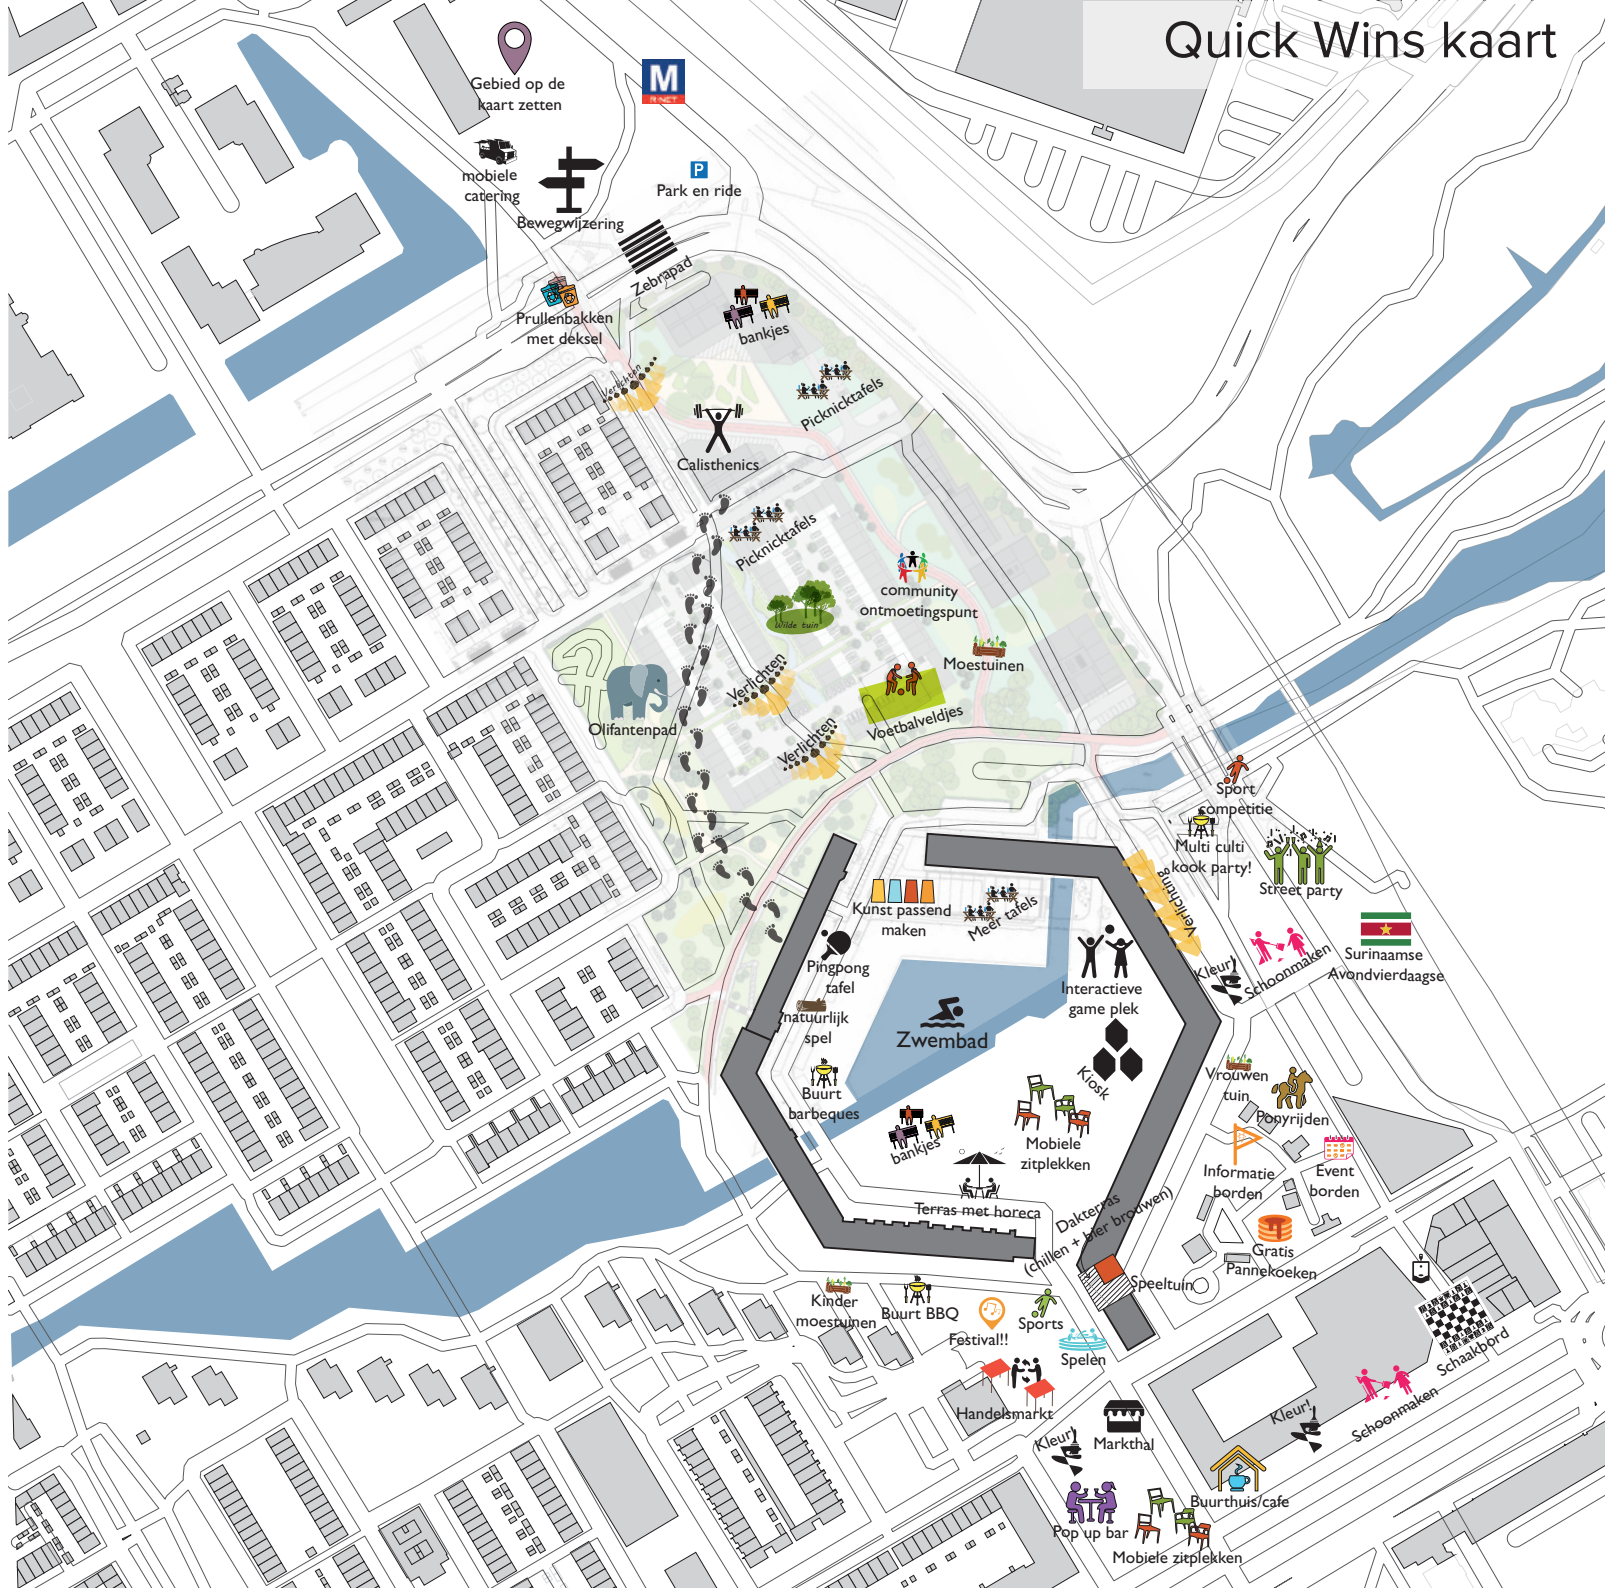 Quick Wins kaart
Gebied op de
kaart zetten
M
R-NET
mobiele
catering
Bewegwijzering
P
Park en ride
Zebrapad
Prullenbakken
met deksel
bankjes
Verlichten
Picknicktafels
Calisthenics
Picknicktafels
community
ontmoetingspunt
Wilde tuin
Moestuinen
Verlichten
Olifantenpad
Voetbalveldjes
Verlichten
Sport
competitie
Multi culti
kook party!
Street party
Verlichting
Kunst passend
maken
Meer tafels
Surinaamse
Avondvierdaagse
Schoonmaken
Kleur!
Pingpong
tafel
Interactieve
game plek
natuurlijk
spel
Zwembad
Kiosk
Vrouwen
tuin
Ponyrijden
Buurt
barbeques
bankjes
Mobiele
zitplekken
Informatie
borden
Event
borden
Terras met horeca
Dakterras
(chillen + bier brouwen)
Gratis
Pannekoeken
Speeltuin
Kinder
moestuinen
Buurt BBQ
Festival!!
Sports
Spelen
Schaakbord
Handelsmarkt
Kleur!
Schoonmaken
Kleur!
Markthal
Buurthuis/cafe
Pop up bar
Mobiele zitplekken